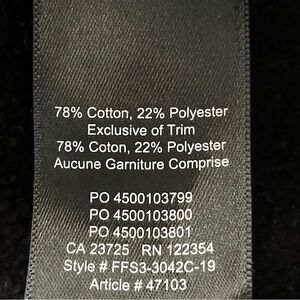 78% Cotton, 22% Polyester
Exclusive of Trim
78% Coton, 22% Polyester
Aucune Garniture Comprise
PO 4500103799
PO 4500103800
PO 4500103801
CA 23725 RN 122354
Style # FFS3-3042C-19
Article # 47103